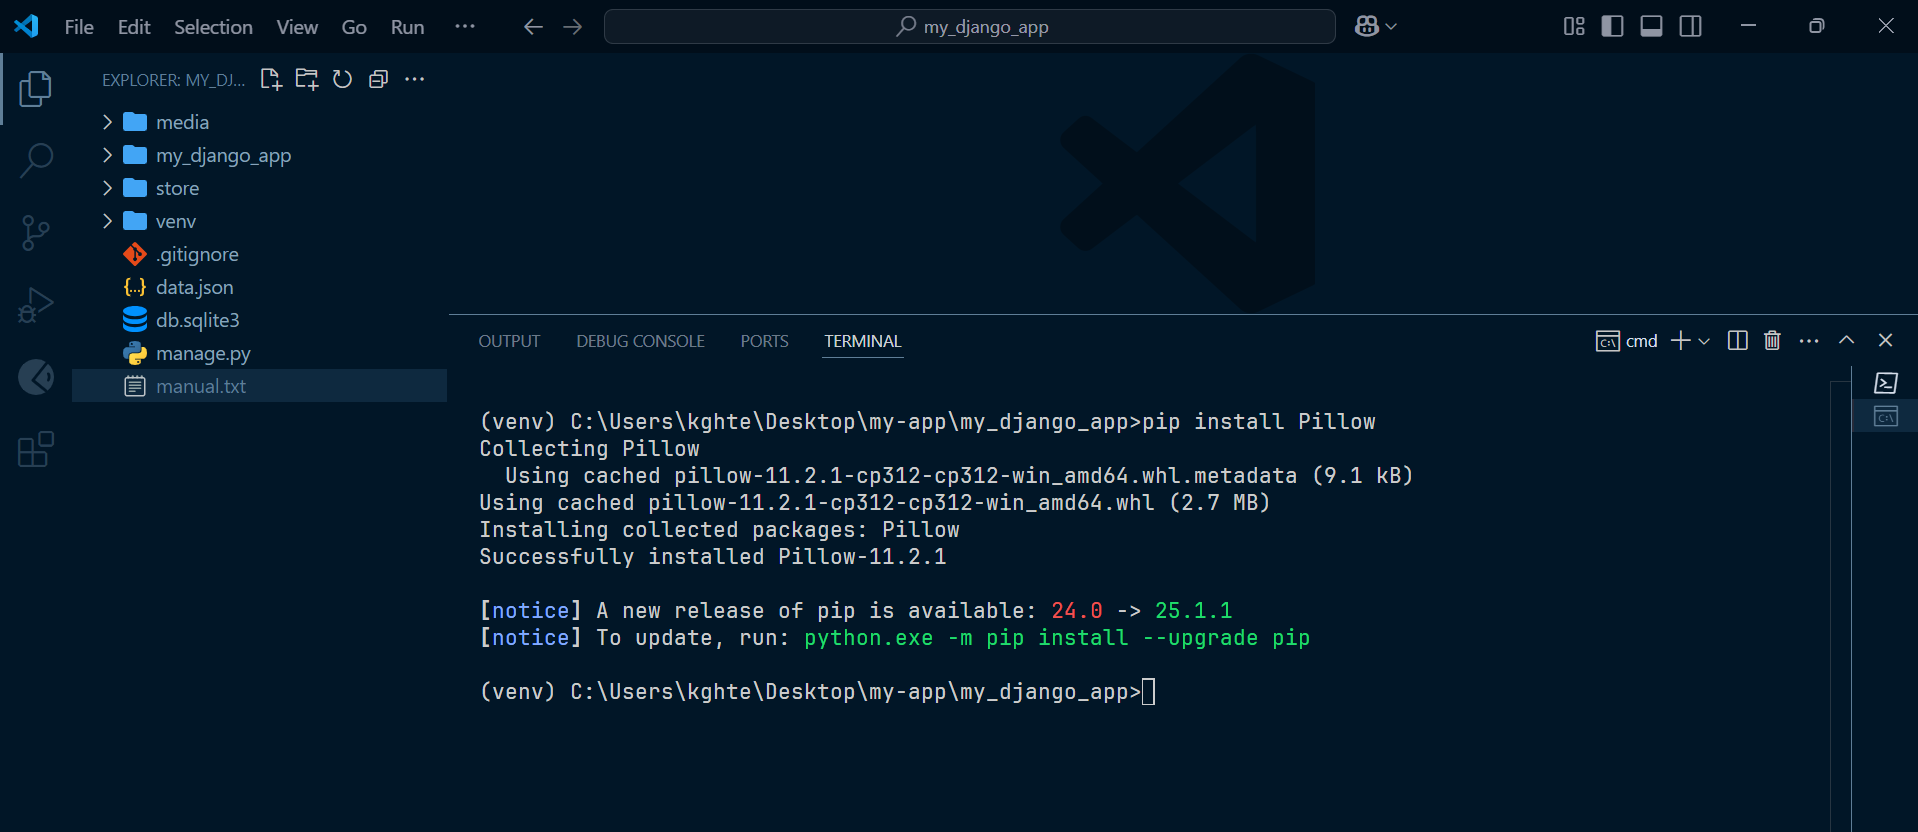 File Edit Selection View Go Run ···
my_django_app
EXPLORER: MY_DJ...
media
my_django_app
store
venv
.gitignore
data.json
db.sqlite3
manage.py
manual.txt
OUTPUT DEBUG CONSOLE PORTS TERMINAL
cmd
(venv) C:\Users\kghte\Desktop\my-app\my_django_app>pip install Pillow
Collecting Pillow
  Using cached pillow-11.2.1-cp312-cp312-win_amd64.whl.metadata (9.1 kB)
Using cached pillow-11.2.1-cp312-cp312-win_amd64.whl (2.7 MB)
Installing collected packages: Pillow
Successfully installed Pillow-11.2.1
[notice] A new release of pip is available: 24.0 -> 25.1.1
[notice] To update, run: python.exe -m pip install --upgrade pip
(venv) C:\Users\kghte\Desktop\my-app\my_django_app>